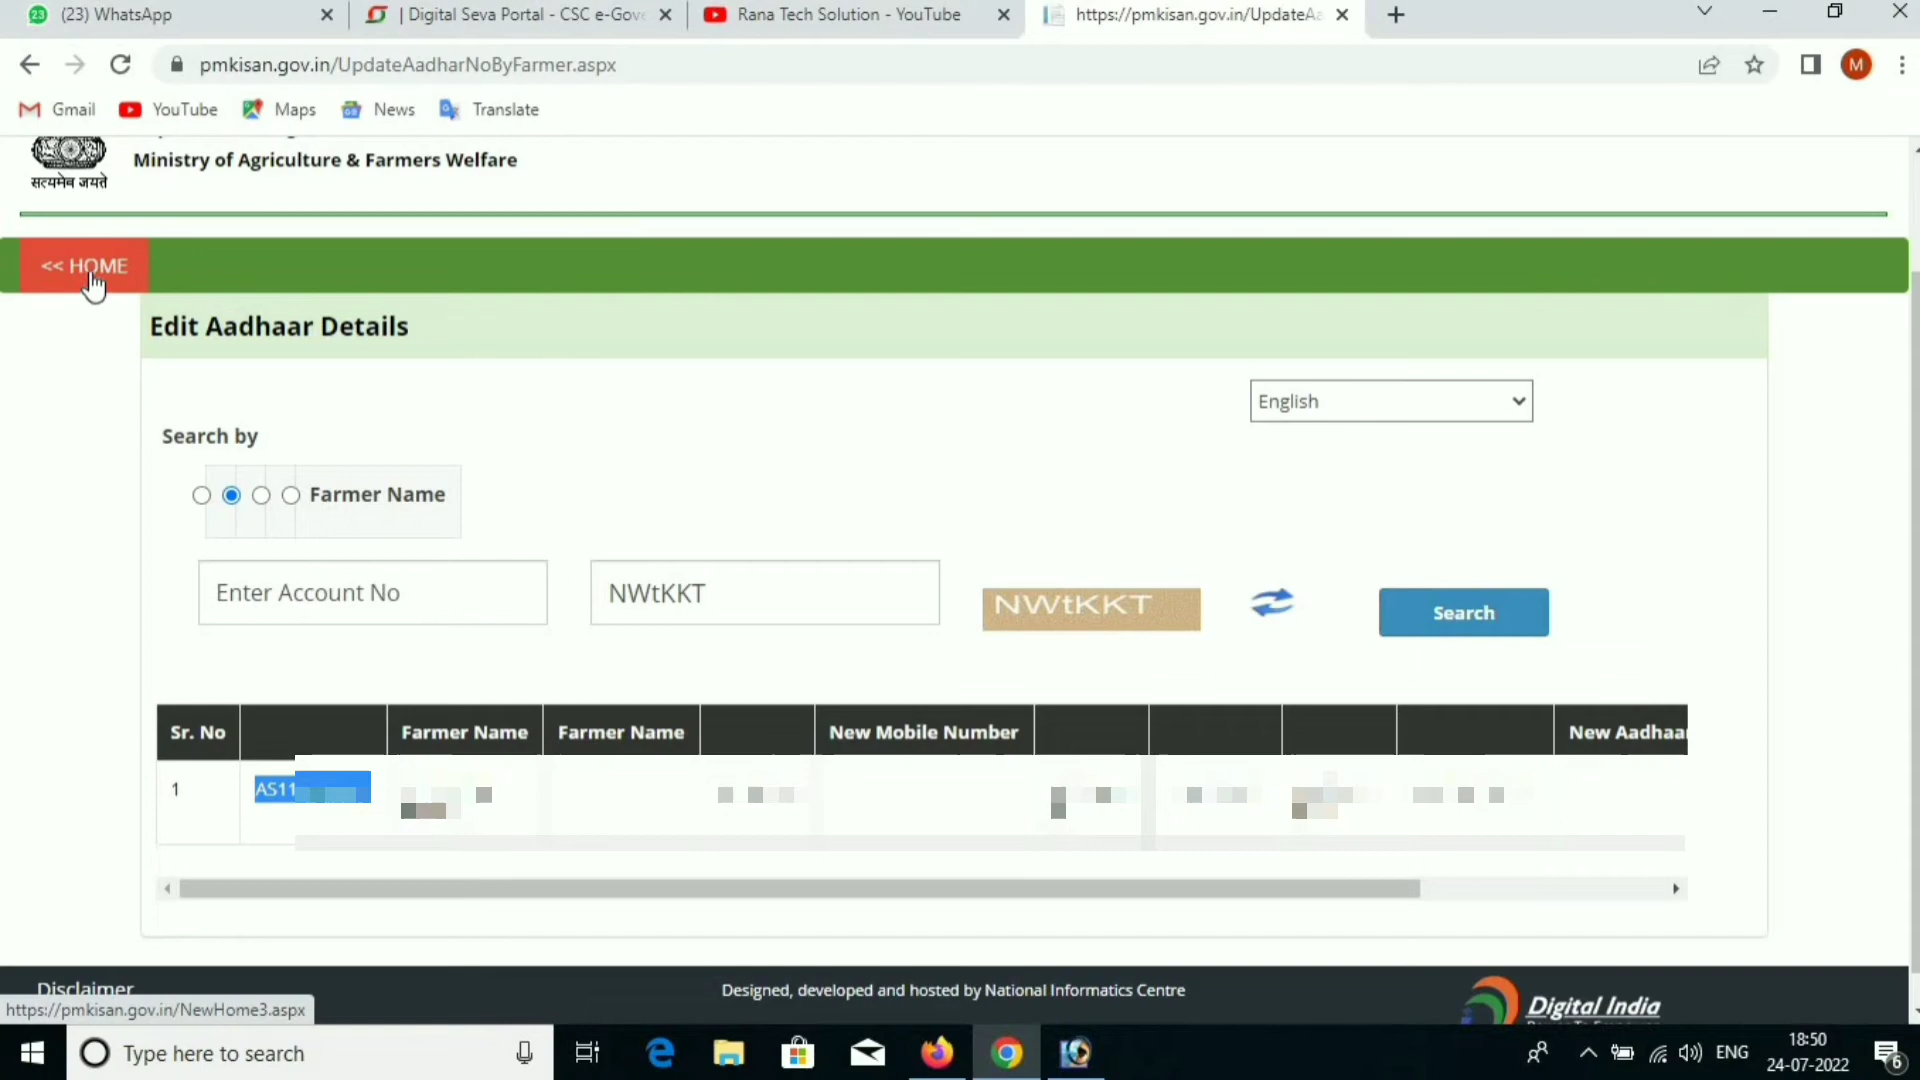 (23) WhatsApp
| Digital Seva Portal - CSC e-Gove
Rana Tech Solution - YouTube
https://pmkisan.gov.in/UpdateAa
pmkisan.gov.in/UpdateAadharNoByFarmer.aspx
M
Gmail
YouTube
Maps
News
Translate
Ministry of Agriculture & Farmers Welfare
सत्यमेव जयते
<< HOME
Edit Aadhaar Details
English
Search by
Farmer Name
Enter Account No
NWtKKT
NWtKKT
Search
Sr. No
Farmer Name
Farmer Name
New Mobile Number
New Aadhaar
1
AS11
Disclaimer
Designed, developed and hosted by National Informatics Centre
Digital India
https://pmkisan.gov.in/NewHome3.aspx
Type here to search
ENG
18:50
24-07-2022
6